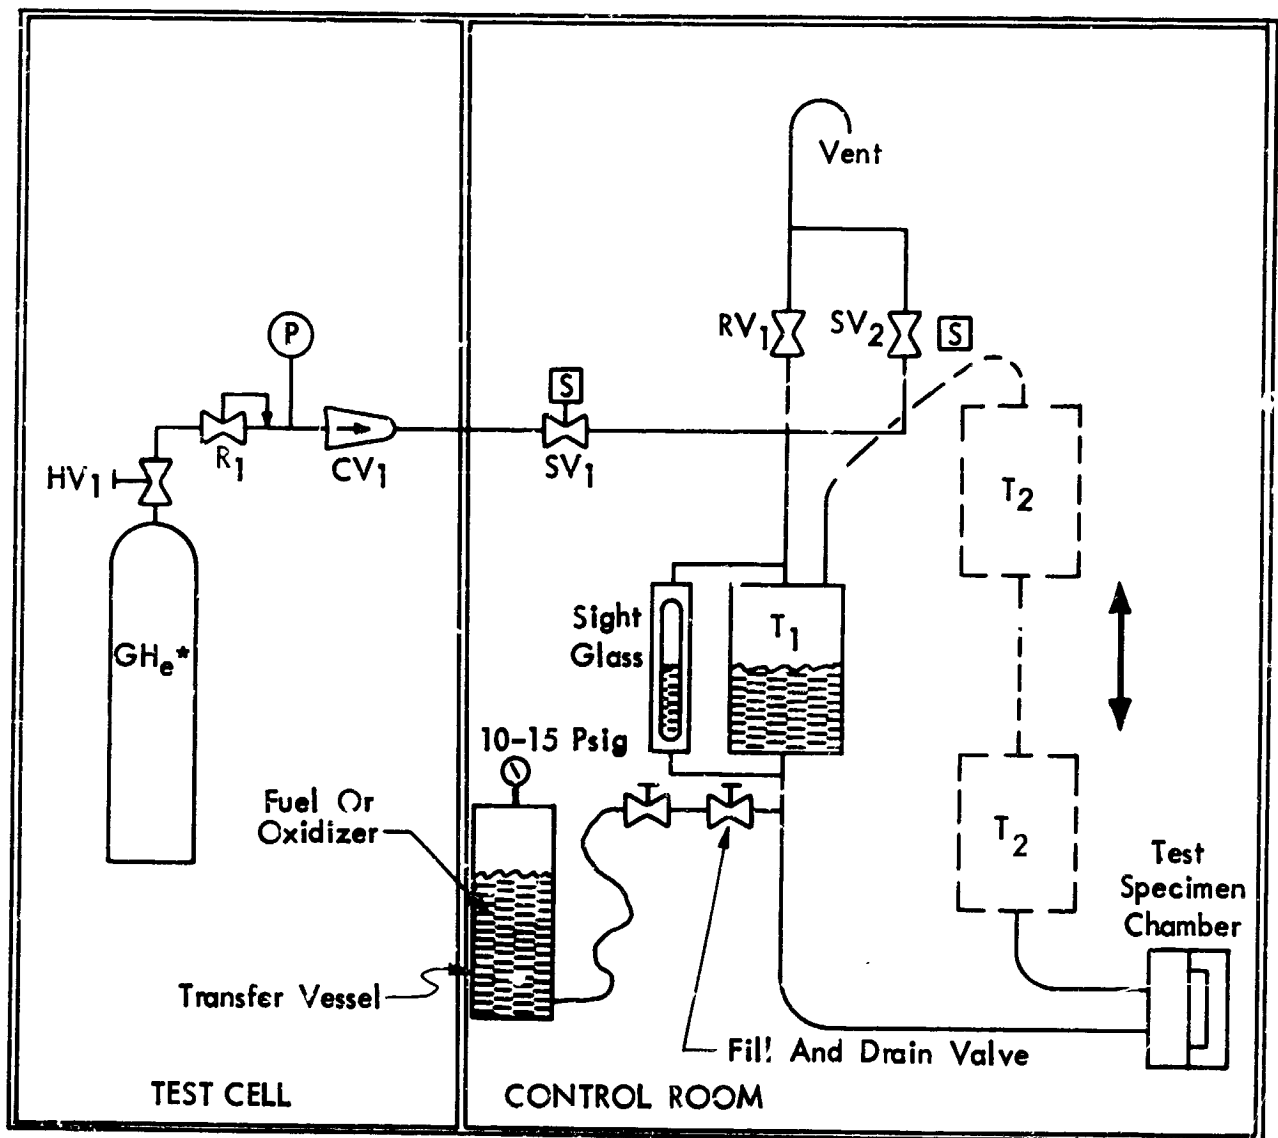 Vent
RV1
SV2
S
P
S
HV1
R1
CV1
SV1
T2
GHe*
Sight
Glass
T1
10-15 Psig
Fuel Or
Oxidizer
T2
Test
Specimen
Chamber
Transfer Vessel
Fill And Drain Valve
TEST CELL
CONTROL ROOM